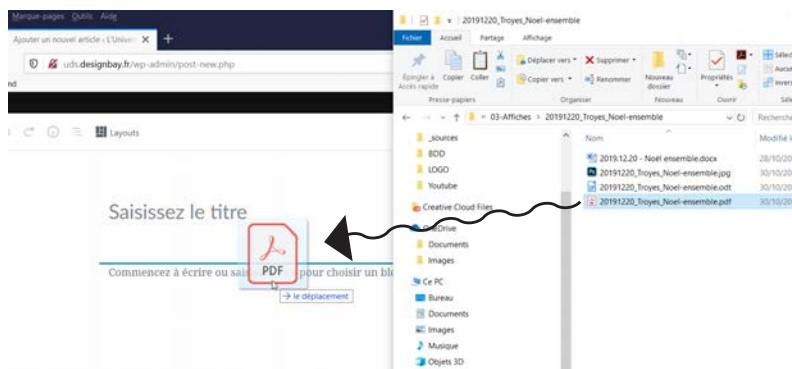 Marque-pages Outils Aide
Ajouter un nouvel article ‹ L'Univer
uds.designbay.fr/wp-admin/post-new.php
Layouts
Saisissez le titre
Commencez à écrire ou pour choisir un
PDF
le déplacement
20191220_Troyes_Noel-ensemble
Fichier Accueil Partage Affichage
Épingler à Accès rapide
Copier
Coller
Déplacer vers
Copier vers
Supprimer
Renommer
Nouveau dossier
Propriétés
Presse-papiers Organiser Nouveau Ouvrir
« 03-Affiches > 20191220_Troyes_Noel-ensemble
_sources
BDD
LOGO
Youtube
Creative Cloud Files
OneDrive
Documents
Images
Ce PC
Bureau
Documents
Images
Musique
Objets 3D
Nom
2019.12.20 - Noël ensemble.docx
20191220_Troyes_Noel-ensemble.jpg
20191220_Troyes_Noel-ensemble.odt
20191220_Troyes_Noel-ensemble.pdf
Modifié
28/10/20
30/10/20
30/10/20
30/10/20